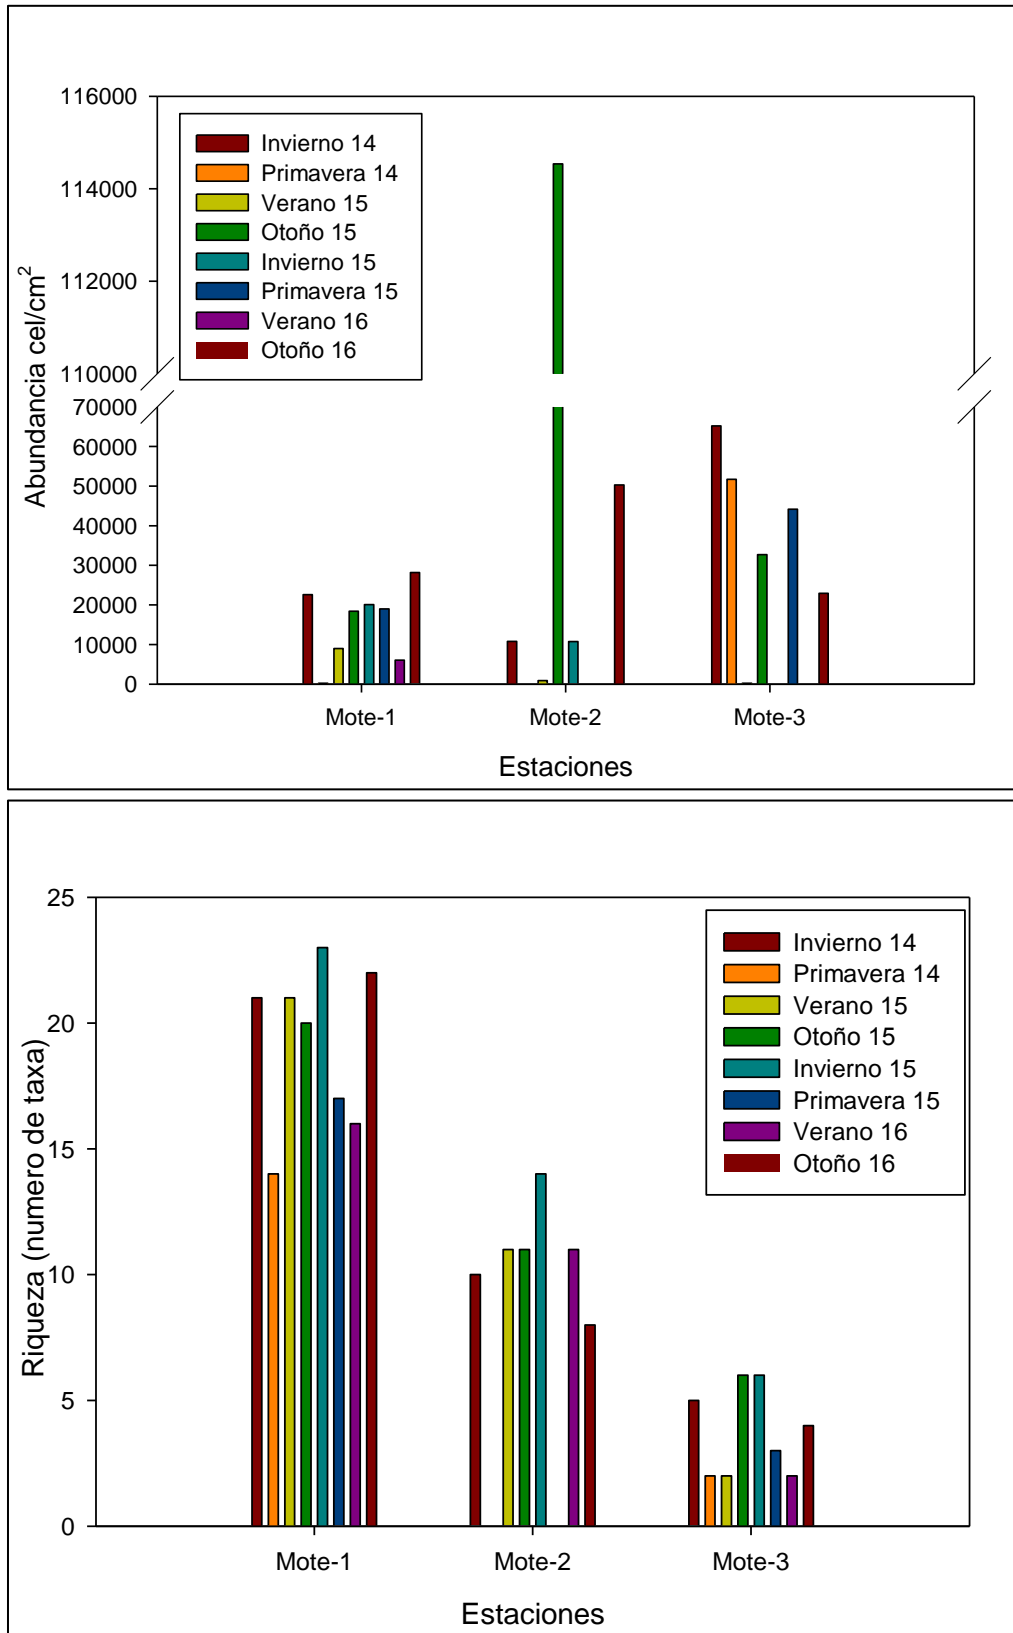 116000
114000
112000
110000
70000
60000
50000
40000
30000
20000
10000
0
Abundancia cel/cm²
Invierno 14
Primavera 14
Verano 15
Otoño 15
Invierno 15
Primavera 15
Verano 16
Otoño 16
Mote-1 Mote-2 Mote-3
Estaciones
25
20
15
10
5
0
Riqueza (numero de taxa)
Invierno 14
Primavera 14
Verano 15
Otoño 15
Invierno 15
Primavera 15
Verano 16
Otoño 16
Mote-1 Mote-2 Mote-3
Estaciones